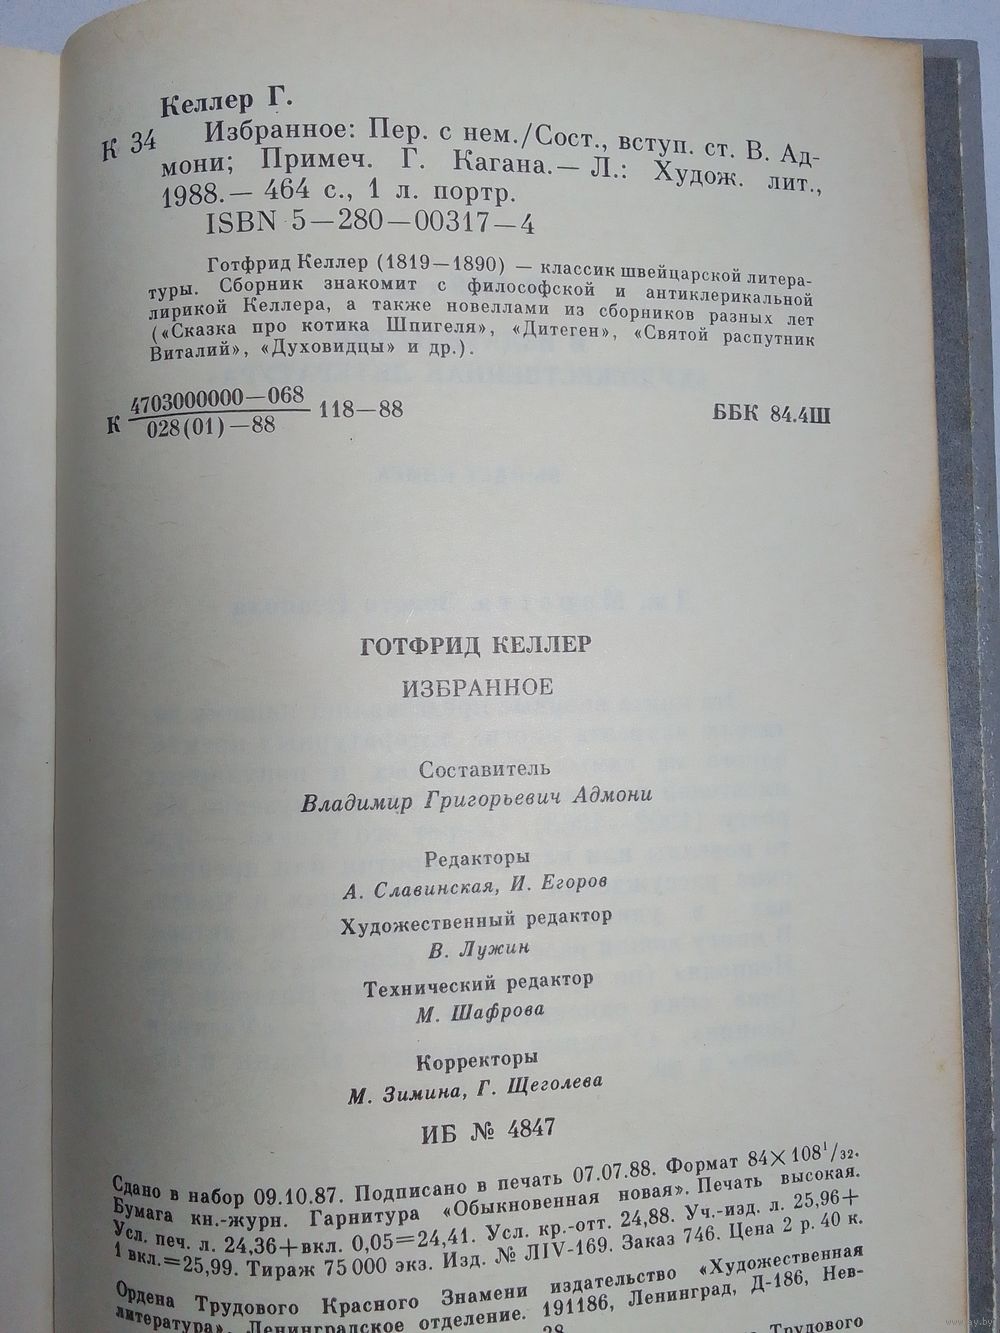 Келлер Г.
К 34
Избранное: Пер. с нем./Сост., вступ. ст. В. Ад-
мони; Примеч. Г. Кагана.— Л.: Худож. лит.,
1988.— 464 с., 1 л. портр.
ISBN 5—280—00317—4
Готфрид Келлер (1819—1890) — классик швейцарской литера-
туры. Сборник знакомит с философской и антиклерикальной
лирикой Келлера, а также новеллами из сборников разных лет
(«Сказка про котика Шпигеля», «Дитеген», «Святой распутник
Виталий», «Духовидцы» и др.).
К 4703000000—068 118—88
028(01)—88
ББК 84.4Ш
ГОТФРИД КЕЛЛЕР
ИЗБРАННОЕ
Составитель
Владимир Григорьевич Адмони
Редакторы
А. Славинская, И. Егоров
Художественный редактор
В. Лужин
Технический редактор
М. Шафрова
Корректоры
М. Зимина, Г. Щеголева
ИБ № 4847
Сдано в набор 09.10.87. Подписано в печать 07.07.88. Формат 84×108¹/₃₂.
Бумага кн.-журн. Гарнитура «Обыкновенная новая». Печать высокая.
Усл. печ. л. 24,36+вкл. 0,05=24,41. Усл. кр.-отт. 24,88. Уч.-изд. л. 25,96+
1 вкл.=25,99. Тираж 75 000 экз. Изд. № ЛIV-169. Заказ 746. Цена 2 р. 40 к.
Ордена Трудового Красного Знамени издательство «Художественная
литература», Ленинградское отделение. 191186, Ленинград, Д-186, Нев-
28
Трудового